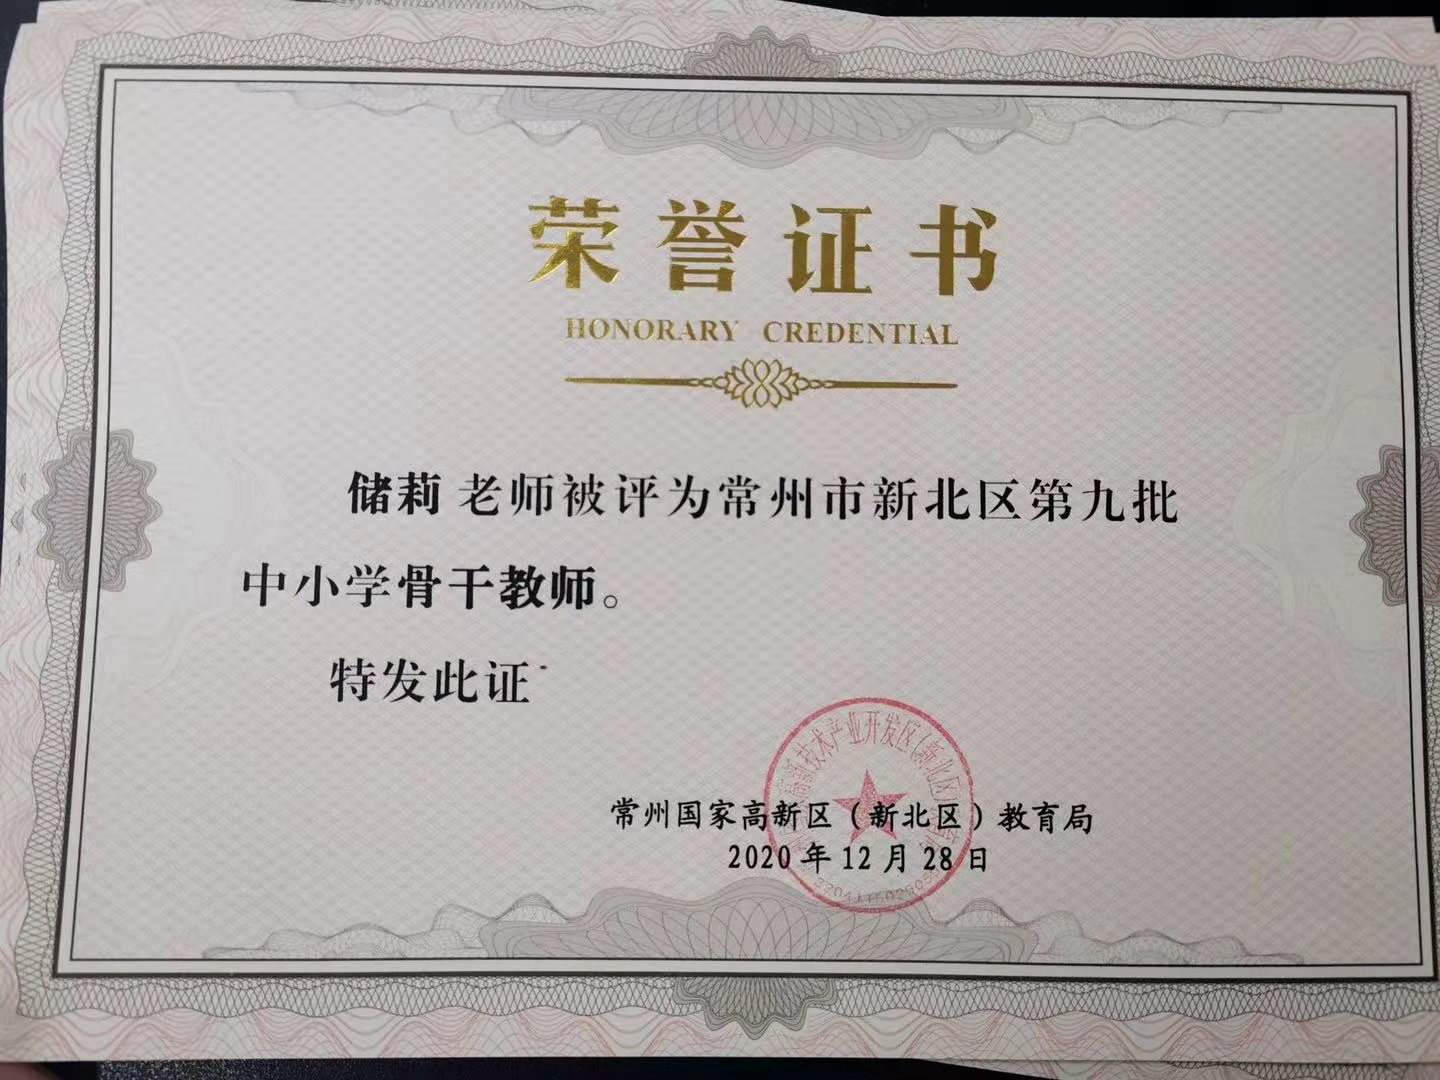 荣誉证书
HONORARY CREDENTIAL
储莉 老师被评为常州市新北区第九批
中小学骨干教师。
特发此证
常州国家高新区（新北区）教育局
2020年12月28日